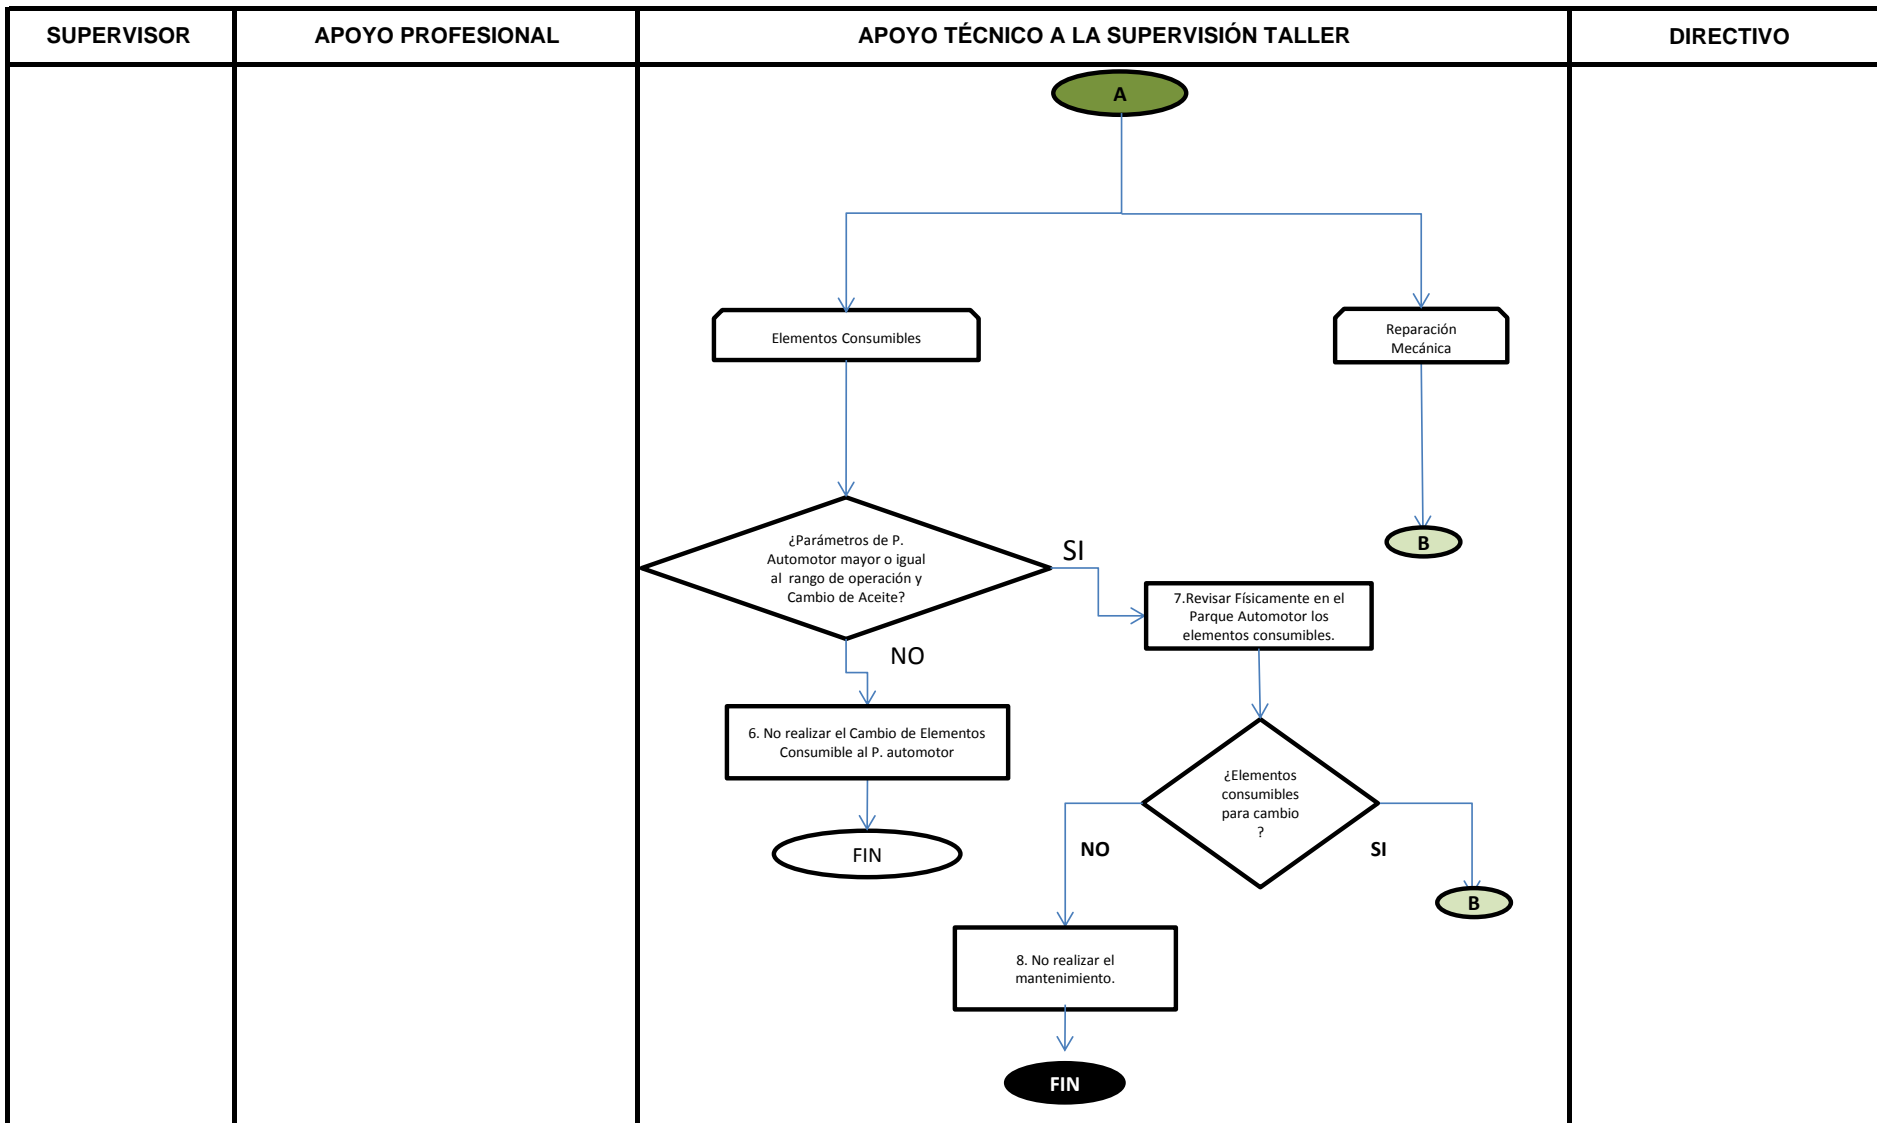 SUPERVISOR
APOYO PROFESIONAL
APOYO TÉCNICO A LA SUPERVISIÓN TALLER
DIRECTIVO
A
Elementos Consumibles
Reparación
Mecánica
¿Parámetros de P.
Automotor mayor o igual
al rango de operación y
Cambio de Aceite?
SI
B
7.Revisar Físicamente en el
Parque Automotor los
elementos consumibles.
NO
6. No realizar el Cambio de Elementos
Consumible al P. automotor
FIN
¿Elementos
consumibles
para cambio
?
NO
SI
B
8. No realizar el
mantenimiento.
FIN